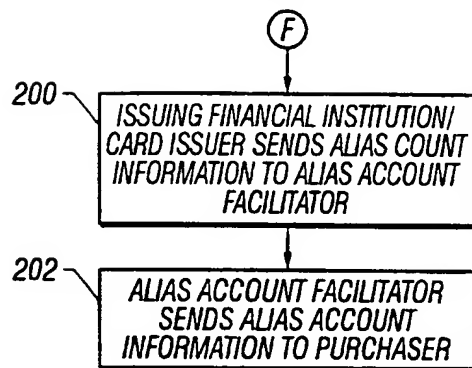 F
200
ISSUING FINANCIAL INSTITUTION/
CARD ISSUER SENDS ALIAS COUNT
INFORMATION TO ALIAS ACCOUNT
FACILITATOR
202
ALIAS ACCOUNT FACILITATOR
SENDS ALIAS ACCOUNT
INFORMATION TO PURCHASER